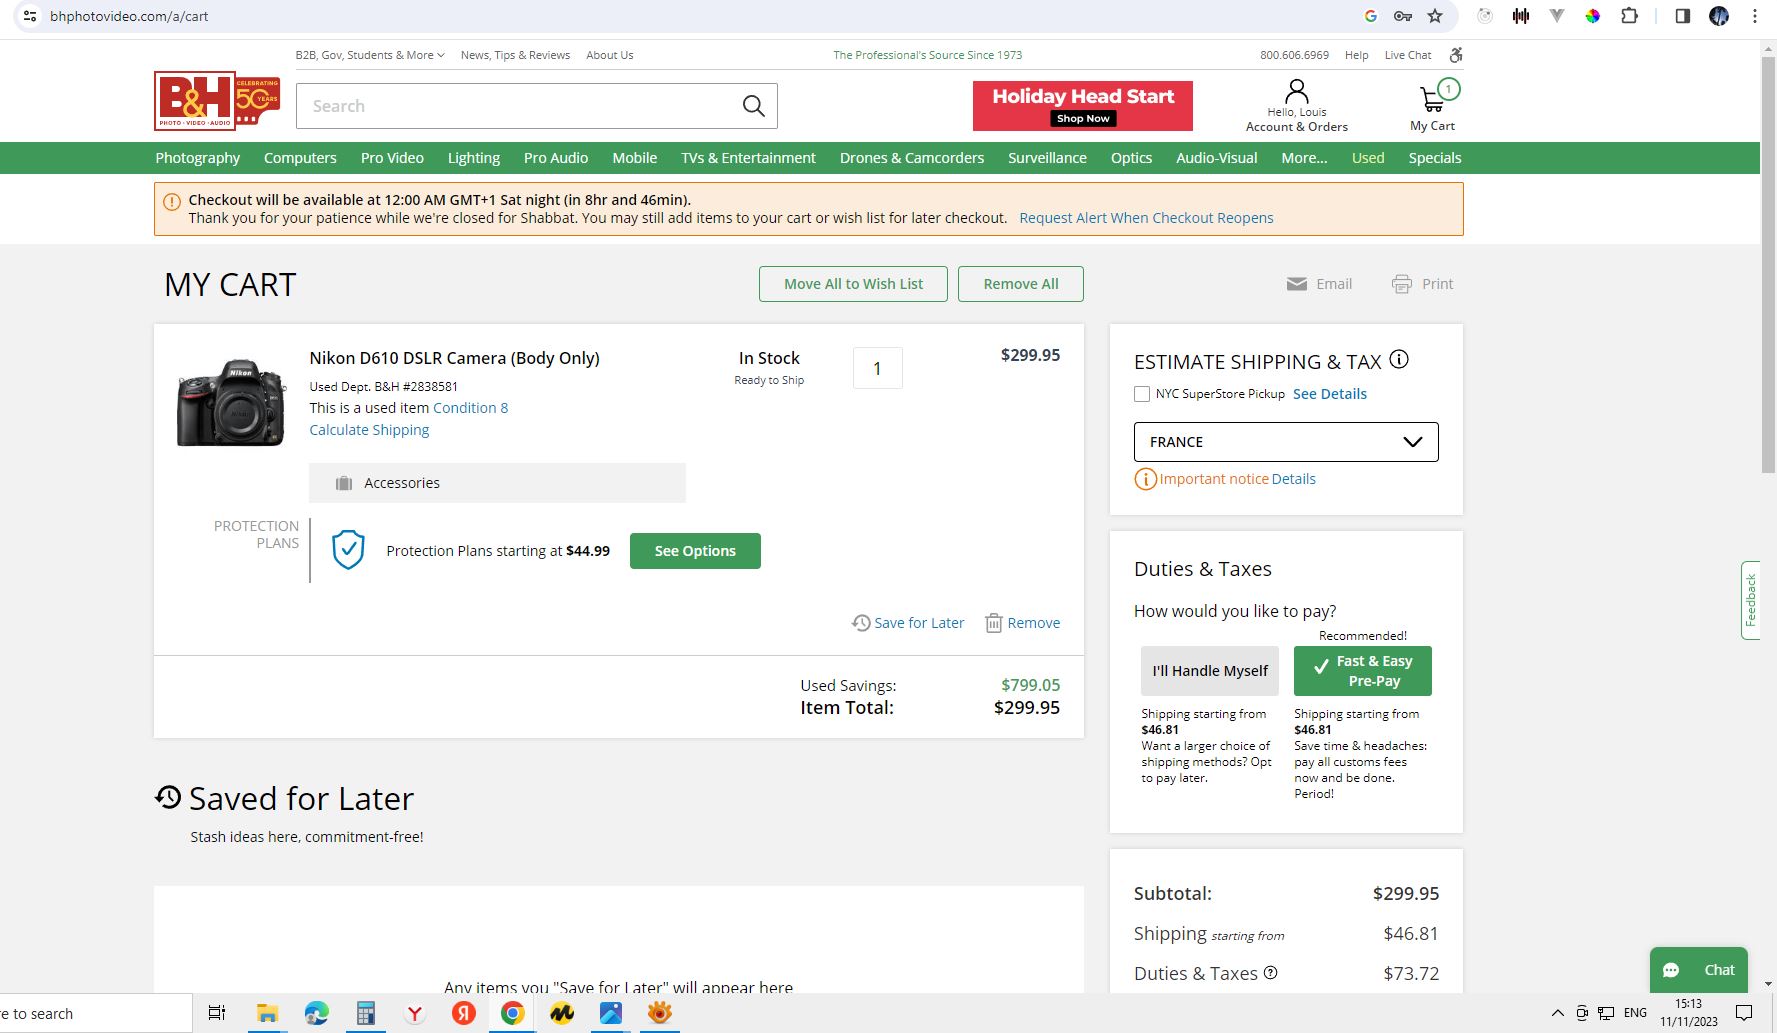 bhphotovideo.com/a/cart
B2B, Gov, Students & More News, Tips & Reviews About Us The Professional's Source Since 1973 800.606.6969 Help Live Chat
B&H CELEBRATING 50 YEARS
PHOTO · VIDEO · AUDIO
Search
Holiday Head Start
Shop Now
Hello, Louis
Account & Orders
1
My Cart
Photography Computers Pro Video Lighting Pro Audio Mobile TVs & Entertainment Drones & Camcorders Surveillance Optics Audio-Visual More... Used Specials
Checkout will be available at 12:00 AM GMT+1 Sat night (in 8hr and 46min).
Thank you for your patience while we're closed for Shabbat. You may still add items to your cart or wish list for later checkout. Request Alert When Checkout Reopens
MY CART
Move All to Wish List Remove All
Email Print
Nikon D610 DSLR Camera (Body Only) In Stock 1 $299.95
Nikon
Used Dept. B&H #2838581 Ready to Ship
This is a used item Condition 8
Calculate Shipping
Accessories
PROTECTION
PLANS
Protection Plans starting at $44.99 See Options
Save for Later Remove
Used Savings: $799.05
Item Total: $299.95
ESTIMATE SHIPPING & TAX
NYC SuperStore Pickup See Details
FRANCE
Important notice Details
Duties & Taxes
How would you like to pay?
Recommended!
I'll Handle Myself
Fast & Easy
Pre-Pay
Shipping starting from
$46.81
Want a larger choice of
shipping methods? Opt
to pay later.
Shipping starting from
$46.81
Save time & headaches:
pay all customs fees
now and be done.
Period!
Feedback
Saved for Later
Stash ideas here, commitment-free!
Any items you "Save for Later" will appear here
Subtotal: $299.95
Shipping starting from $46.81
Duties & Taxes $73.72
Chat
e to search
ENG
15:13
11/11/2023